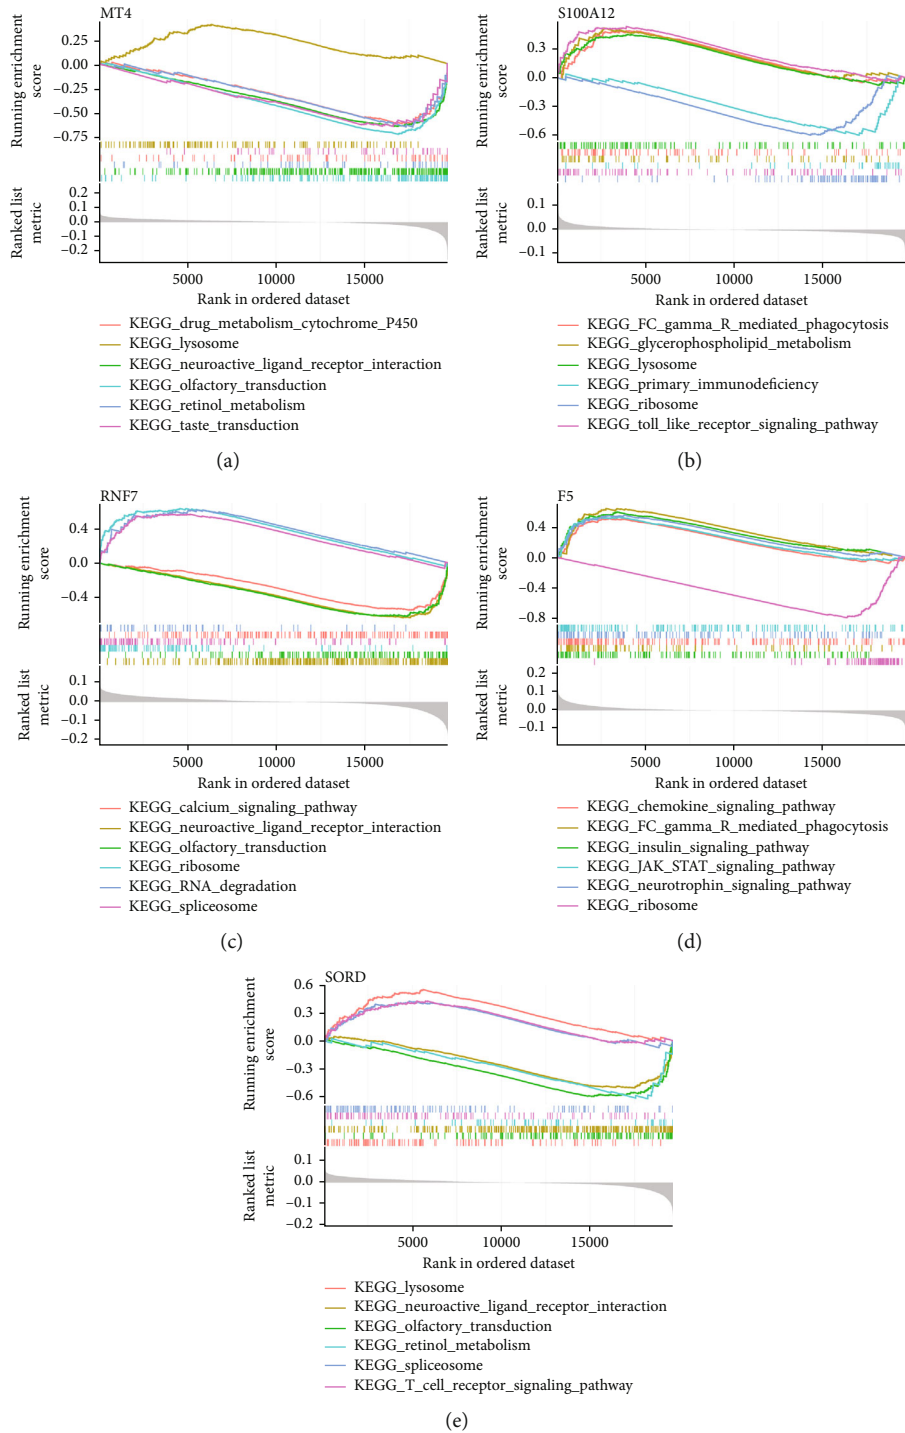 MT4
Running enrichment
score
0.25
0.00
−0.25
−0.50
−0.75
Ranked list
metric
0.2
0.1
0.0
−0.1
−0.2
5000
10000
15000
Rank in ordered dataset
KEGG_drug_metabolism_cytochrome_P450
KEGG_lysosome
KEGG_neuroactive_ligand_receptor_interaction
KEGG_olfactory_transduction
KEGG_retinol_metabolism
KEGG_taste_transduction
(a)
S100A12
Running enrichment
score
0.3
0.0
−0.3
−0.6
Ranked list
metric
0.1
0.0
−0.1
5000
10000
15000
Rank in ordered dataset
KEGG_FC_gamma_R_mediated_phagocytosis
KEGG_glycerophospholipid_metabolism
KEGG_lysosome
KEGG_primary_immunodeficiency
KEGG_ribosome
KEGG_toll_like_receptor_signaling_pathway
(b)
RNF7
Running enrichment
score
0.4
0.0
−0.4
Ranked list
metric
0.1
0.0
−0.1
−0.2
5000
10000
15000
Rank in ordered dataset
KEGG_calcium_signaling_pathway
KEGG_neuroactive_ligand_receptor_interaction
KEGG_olfactory_transduction
KEGG_ribosome
KEGG_RNA_degradation
KEGG_spliceosome
(c)
F5
Running enrichment
score
0.4
0.0
−0.4
−0.8
Ranked list
metric
0.2
0.1
0.0
−0.1
5000
10000
15000
Rank in ordered dataset
KEGG_chemokine_signaling_pathway
KEGG_FC_gamma_R_mediated_phagocytosis
KEGG_insulin_signaling_pathway
KEGG_JAK_STAT_signaling_pathway
KEGG_neurotrophin_signaling_pathway
KEGG_ribosome
(d)
SORD
Running enrichment
score
0.6
0.3
0.0
−0.3
−0.6
Ranked list
metric
0.1
0.0
−0.1
−0.2
5000
10000
15000
Rank in ordered dataset
KEGG_lysosome
KEGG_neuroactive_ligand_receptor_interaction
KEGG_olfactory_transduction
KEGG_retinol_metabolism
KEGG_spliceosome
KEGG_T_cell_receptor_signaling_pathway
(e)